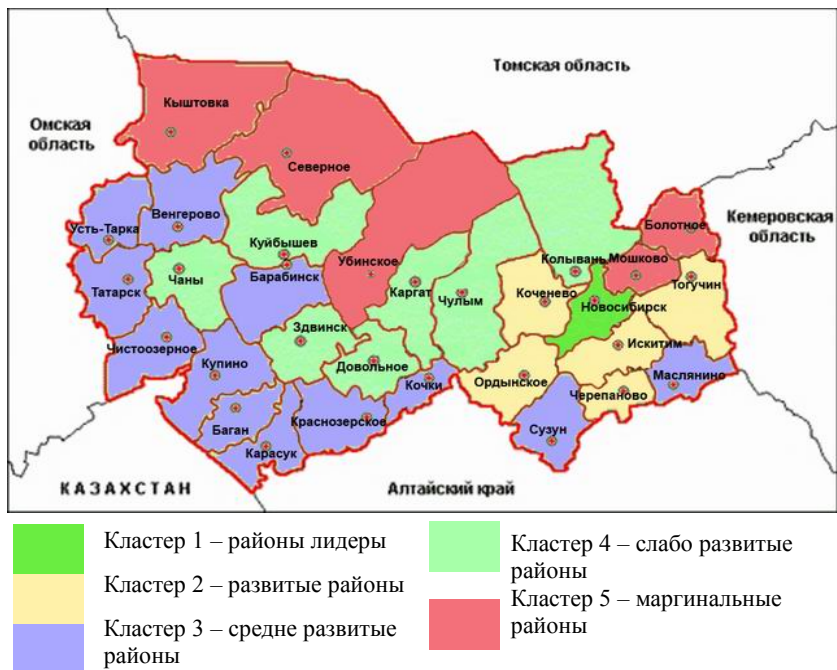 Томская область
Омская
область
Кемеровская
область
Кыштовка
Северное
Венгерово
Усть-Тарка
Куйбышев
Барабинск
Убинское
Чаны
Татарск
Каргат
Чулым
Колывань
Болотное
Мошково
Тогучин
Коченево
Новосибирск
Здвинск
Чистоозерное
Купино
Довольное
Искитим
Маслянино
Кочки
Ордынское
Черепаново
Баган
Краснозерское
Карасук
Сузун
КАЗАХСТАН
Алтайский край
Кластер 1 – районы лидеры
Кластер 2 – развитые районы
Кластер 3 – средне развитые
районы
Кластер 4 – слабо развитые
районы
Кластер 5 – маргинальные
районы